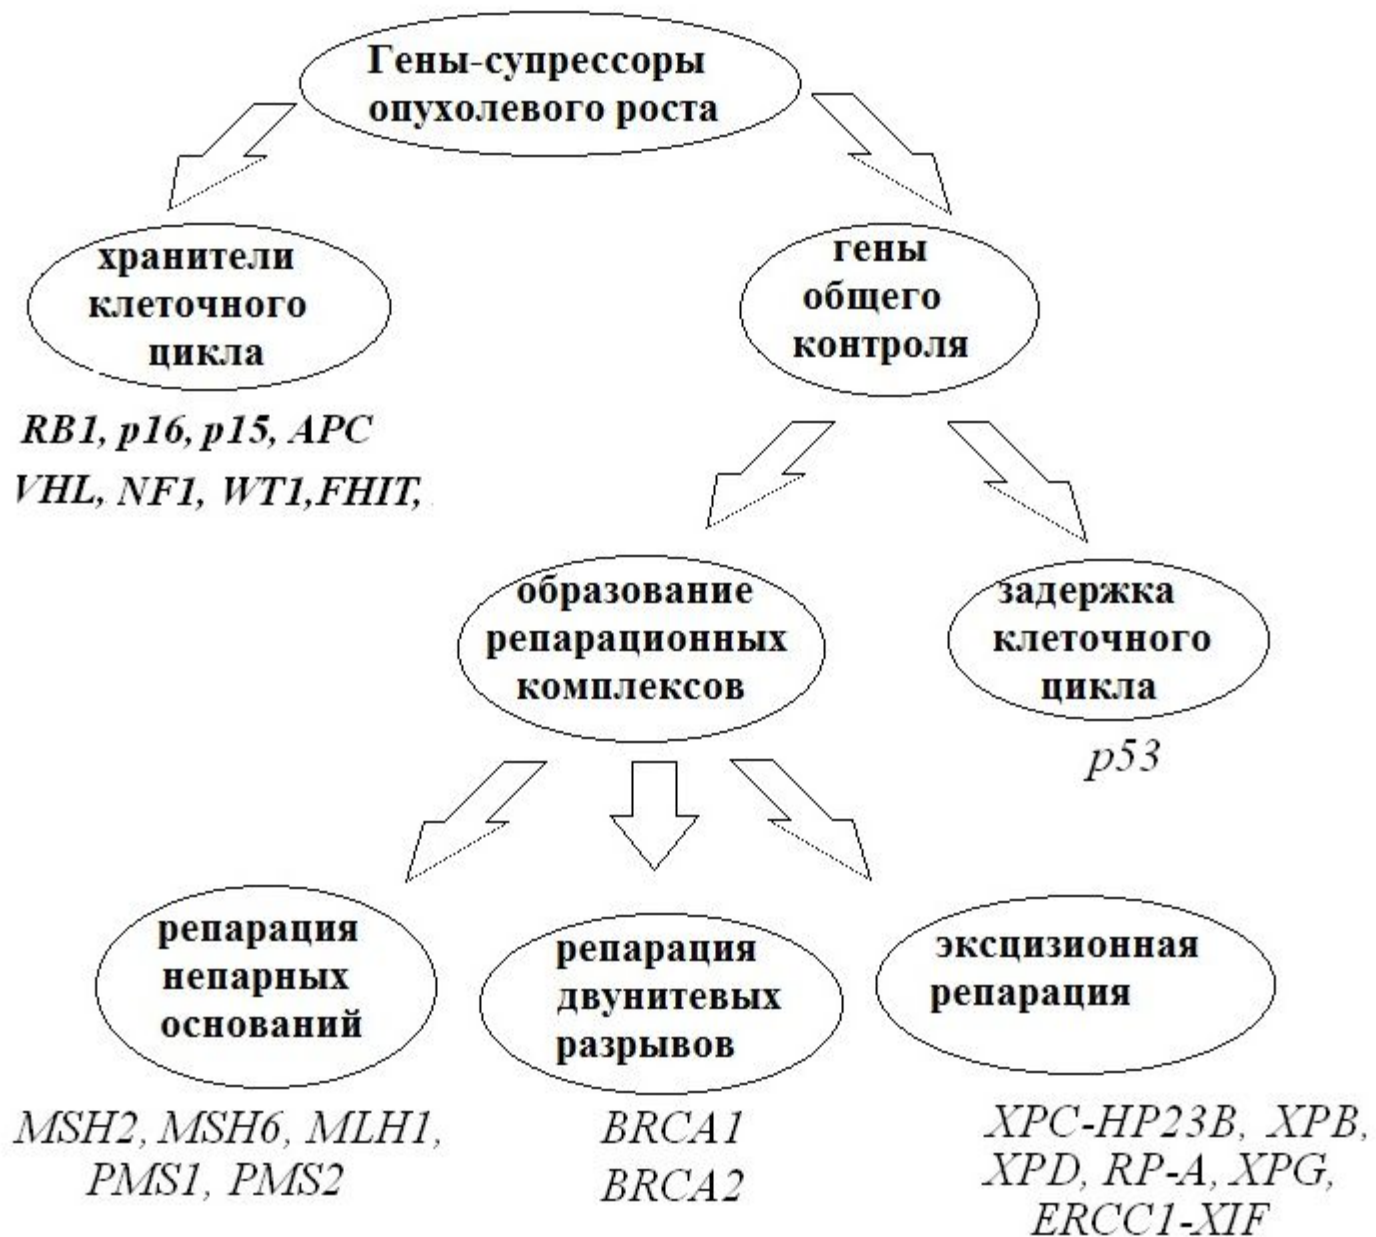 Гены-супрессоры
опухолевого роста
хранители
клеточного
цикла
RB1, p16, p15, APC
VHL, NF1, WT1,FHIT,
гены
общего
контроля
образование
репарационных
комплексов
задержка
клеточного
цикла
p53
репарация
непарных
оснований
MSH2, MSH6, MLH1,
PMS1, PMS2
репарация
двунитевых
разрывов
BRCA1
BRCA2
эксцизионная
репарация
XPC-HP23B, XPB,
XPD, RP-A, XPG,
ERCC1-XIF